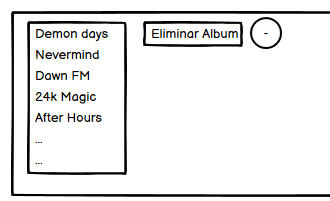 Demon days
Nevermind
Dawn FM
24k Magic
After Hours
...
...
Eliminar Album
-